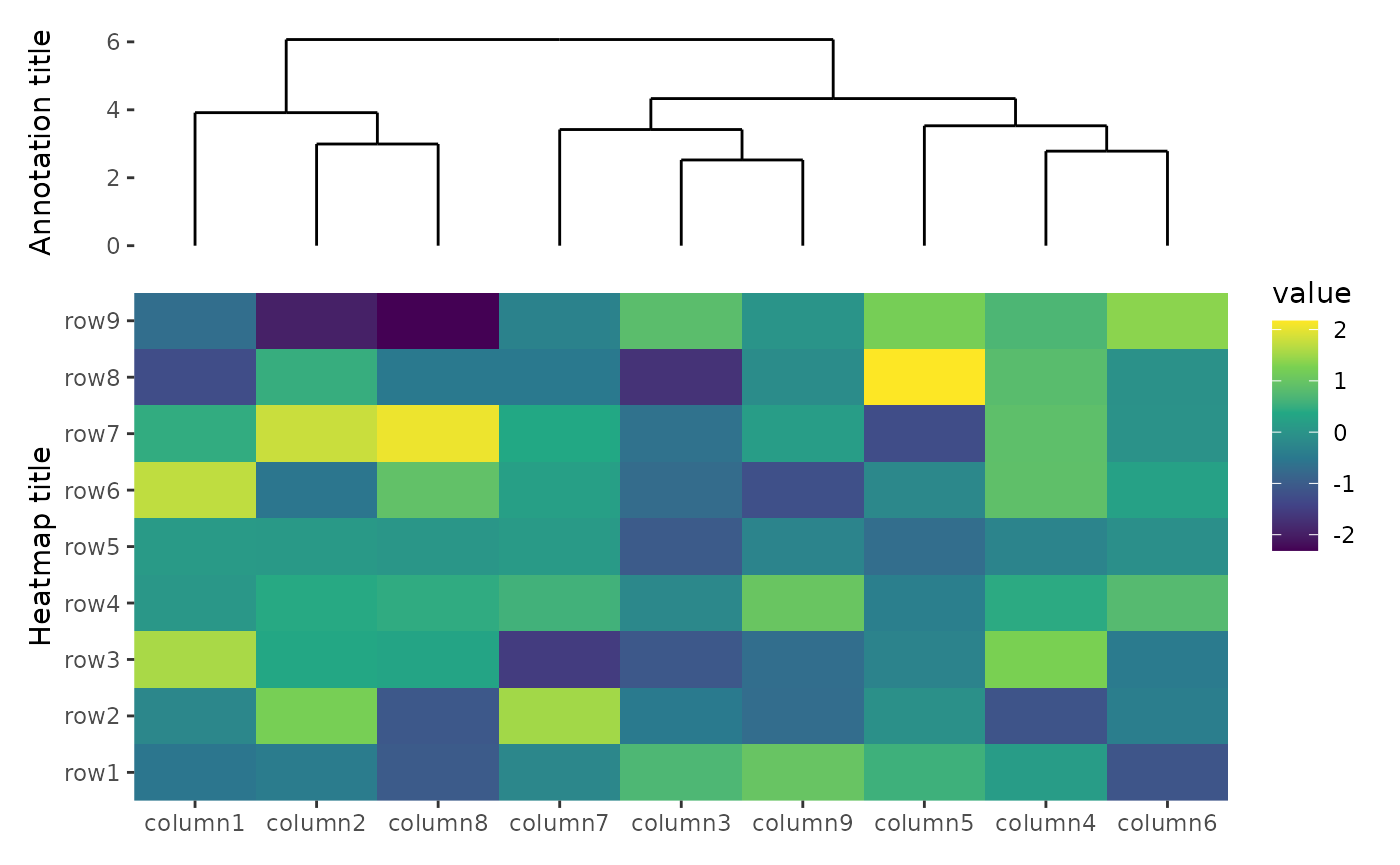 Annotation title
6
4
2
0
Heatmap title
row9
row8
row7
row6
row5
row4
row3
row2
row1
column1 column2 column8 column7 column3 column9 column5 column4 column6
value
2
1
0
-1
-2